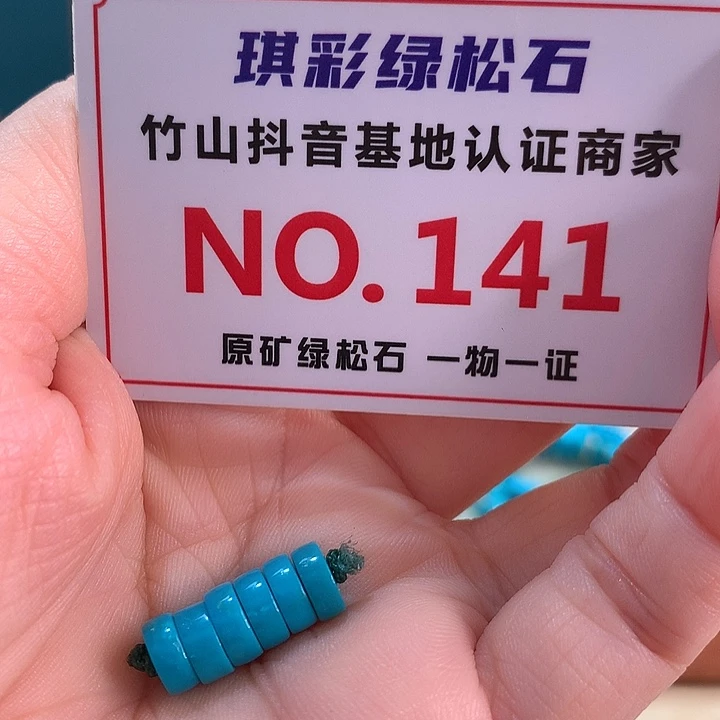 琪彩绿松石
竹山抖音基地认证商家
NO.141
原矿绿松石 一物一证